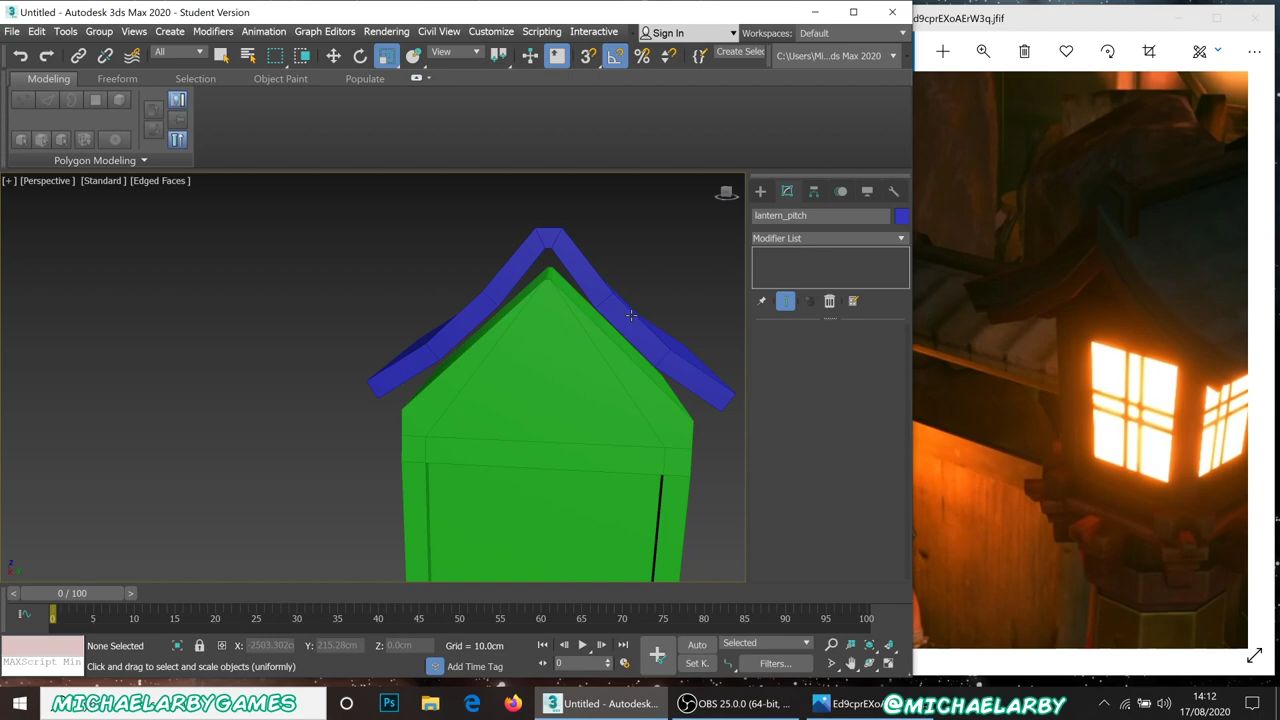 Untitled - Autodesk 3ds Max 2020 - Student Version
d9cprEXoAErW3q.jfif
File Edit Tools Group Views Create Modifiers Animation Graph Editors Rendering Civil View Customize Scripting Interactive Sign In Workspaces: Default
All View Create Selec C:\Users\Mi...ds Max 2020
Modeling Freeform Selection Object Paint Populate
Polygon Modeling
[+] [Perspective] [Standard] [Edged Faces]
lantern_pitch
Modifier List
z
< 0 / 100 >
0 5 10 15 20 25 30 35 40 45 50 55 60 65 70 75 80 85 90 95 100
None Selected X: -2503.302c Y: 215.28cm Z: 0.0cm Grid = 10.0cm Auto Selected
MAXScript Min Click and drag to select and scale objects (uniformly) Add Time Tag 0 Set K. Filters...
MICHAELARBYGAMES Untitled - Autodesk... OBS 25.0.0 (64-bit, ... Ed9cprEXoA @MICHAELARBY 14:12
17/08/2020